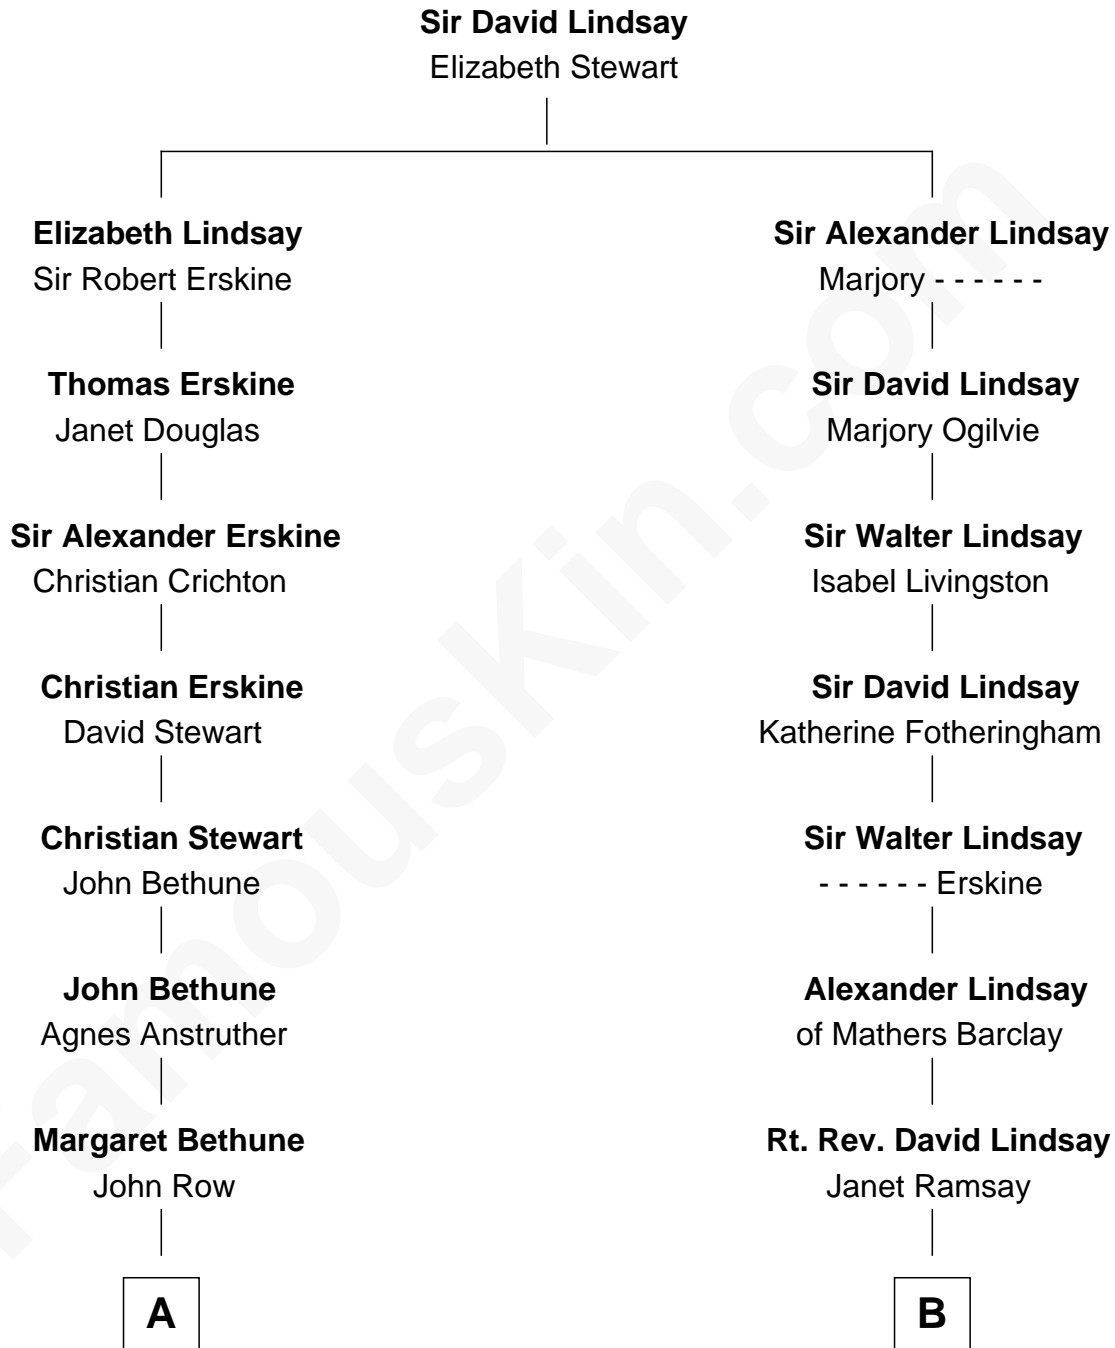 Sir David Lindsay
Elizabeth Stewart
Elizabeth Lindsay
Sir Robert Erskine
Thomas Erskine
Janet Douglas
Sir Alexander Erskine
Christian Crichton
Christian Erskine
David Stewart
Christian Stewart
John Bethune
John Bethune
Agnes Anstruther
Margaret Bethune
John Row
A
Sir Alexander Lindsay
Marjory - - - - - -
Sir David Lindsay
Marjory Ogilvie
Sir Walter Lindsay
Isabel Livingston
Sir David Lindsay
Katherine Fotheringham
Sir Walter Lindsay
- - - - - - Erskine
Alexander Lindsay
of Mathers Barclay
Rt. Rev. David Lindsay
Janet Ramsay
B
FamousKin.com